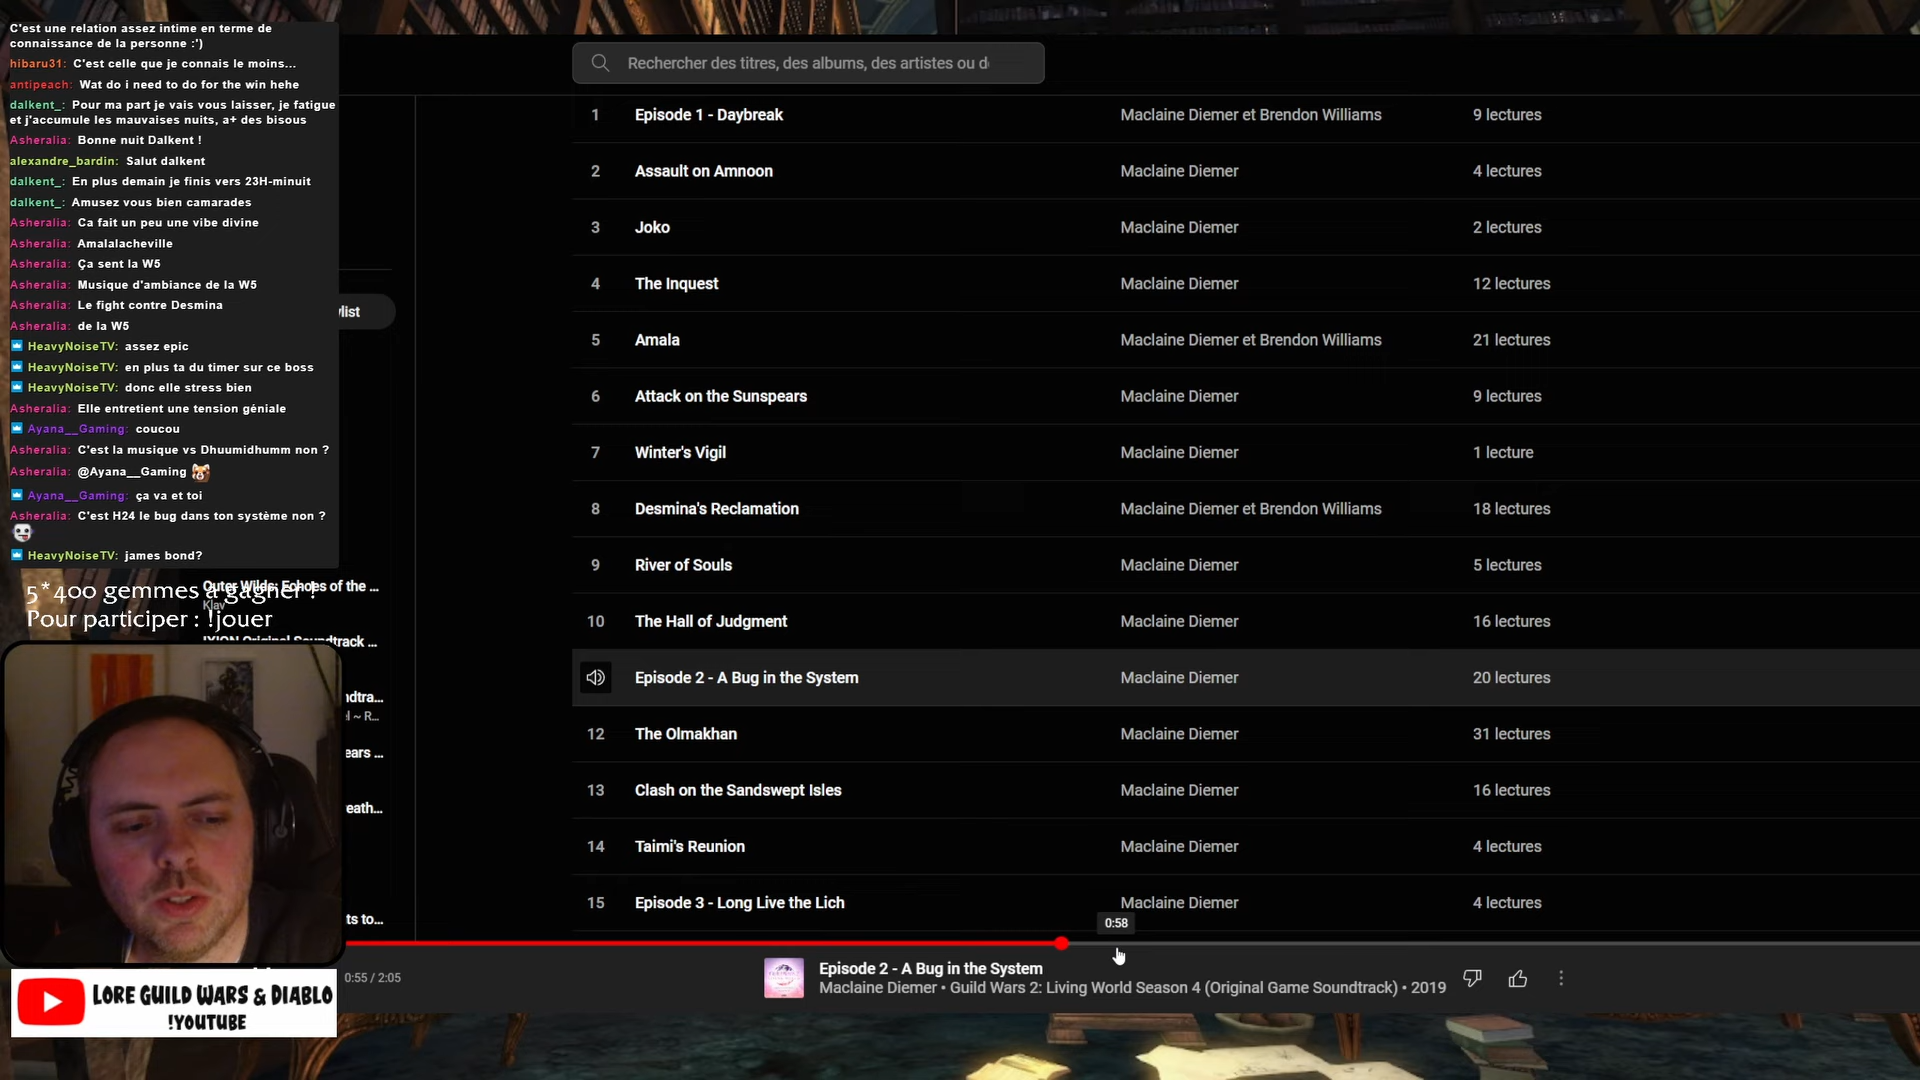 C'est une relation assez intime en terme de
connaissance de la personne :')
hibaru31: C'est celle que je connais le moins...
antipeach: Wat do i need to do for the win hehe
dalkent_: Pour ma part je vais vous laisser, je fatigue
et j'accumule les mauvaises nuits, a+ des bisous
Asheralia: Bonne nuit Dalkent !
alexandre_bardin: Salut dalkent
dalkent_: En plus demain je finis vers 23H-minuit
dalkent_: Amusez vous bien camarades
Asheralia: Ca fait un peu une vibe divine
Asheralia: Amalalacheville
Asheralia: Ça sent la W5
Asheralia: Musique d'ambiance de la W5
Asheralia: Le fight contre Desmina
Asheralia: de la W5
HeavyNoiseTV: assez epic
HeavyNoiseTV: en plus ta du timer sur ce boss
HeavyNoiseTV: donc elle stress bien
Asheralia: Elle entretient une tension géniale
Ayana__Gaming: coucou
Asheralia: C'est la musique vs Dhuumidhumm non ?
Asheralia: @Ayana__Gaming
Ayana__Gaming: ça va et toi
Asheralia: C'est H24 le bug dans ton système non ?
HeavyNoiseTV: james bond?
5*400 gemmes à gagner !
Pour participer : !jouer
Outer Wilds: Echoes of the ...
Klav
IXION Original Soundtrack ...
ndtra...
l ~ R...
ears ...
eath...
ts to...
ylist
LORE GUILD WARS & DIABLO
!YOUTUBE
Rechercher des titres, des albums, des artistes ou d
1 Episode 1 - Daybreak Maclaine Diemer et Brendon Williams 9 lectures
2 Assault on Amnoon Maclaine Diemer 4 lectures
3 Joko Maclaine Diemer 2 lectures
4 The Inquest Maclaine Diemer 12 lectures
5 Amala Maclaine Diemer et Brendon Williams 21 lectures
6 Attack on the Sunspears Maclaine Diemer 9 lectures
7 Winter's Vigil Maclaine Diemer 1 lecture
8 Desmina's Reclamation Maclaine Diemer et Brendon Williams 18 lectures
9 River of Souls Maclaine Diemer 5 lectures
10 The Hall of Judgment Maclaine Diemer 16 lectures
Episode 2 - A Bug in the System Maclaine Diemer 20 lectures
12 The Olmakhan Maclaine Diemer 31 lectures
13 Clash on the Sandswept Isles Maclaine Diemer 16 lectures
14 Taimi's Reunion Maclaine Diemer 4 lectures
15 Episode 3 - Long Live the Lich Maclaine Diemer 4 lectures
0:58
0:55 / 2:05
Episode 2 - A Bug in the System
Maclaine Diemer • Guild Wars 2: Living World Season 4 (Original Game Soundtrack) • 2019